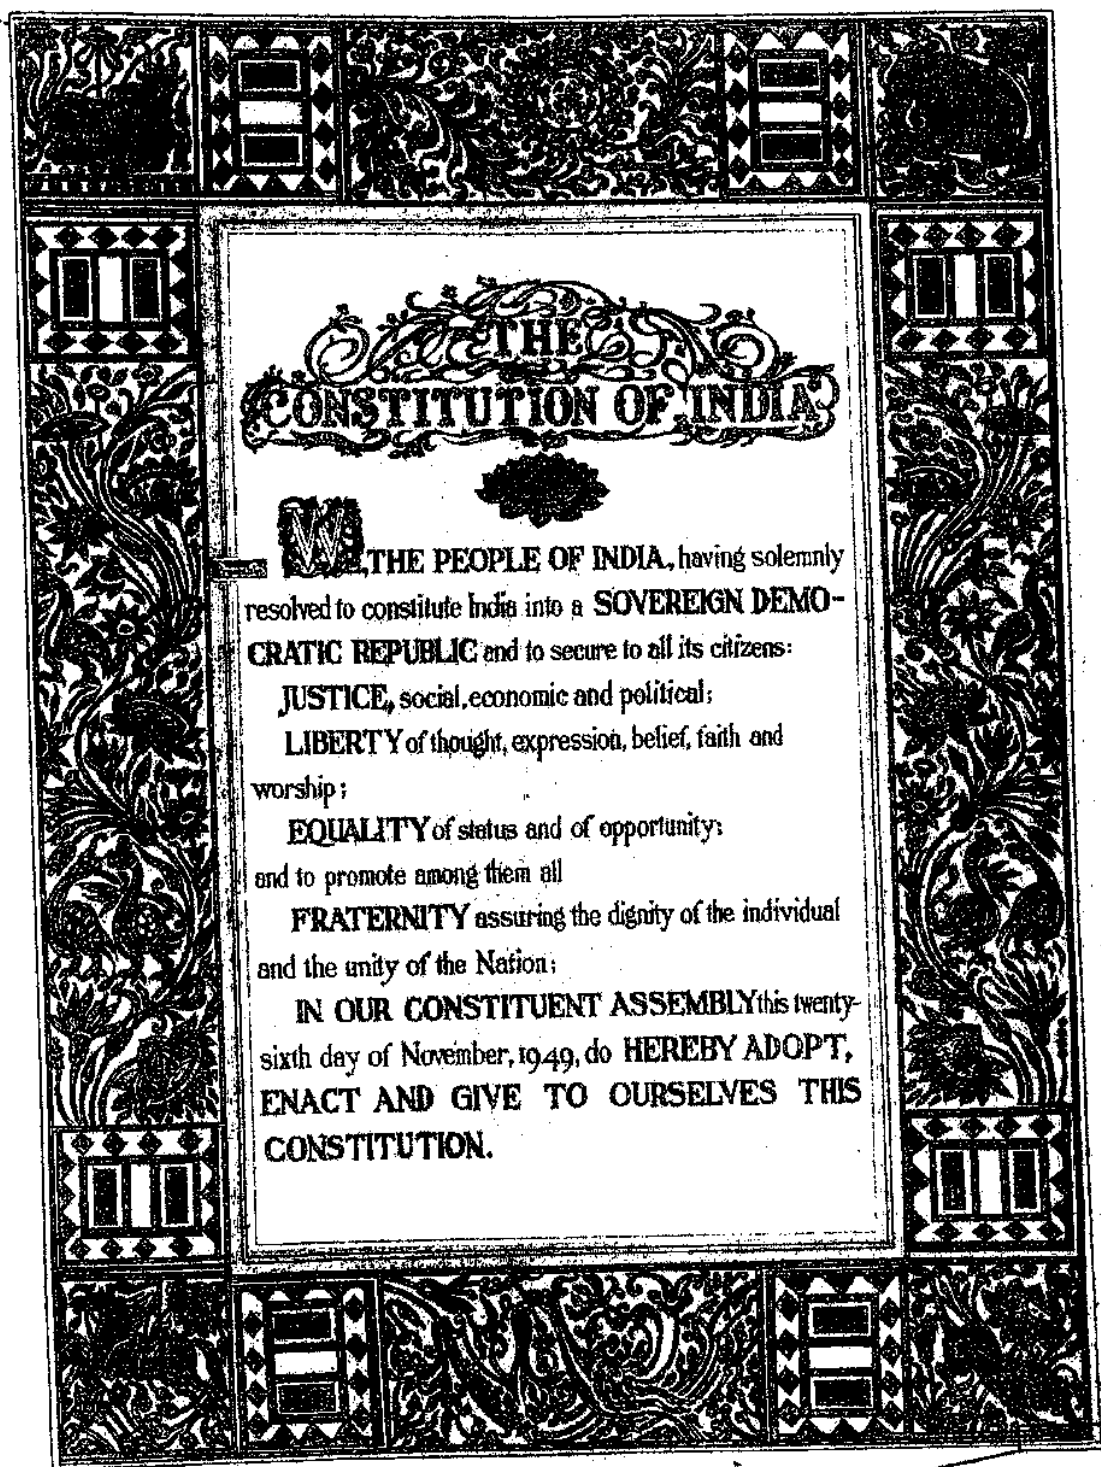 THE
CONSTITUTION OF INDIA
WE, THE PEOPLE OF INDIA, having solemnly
resolved to constitute India into a SOVEREIGN DEMO-
CRATIC REPUBLIC and to secure to all its citizens:
JUSTICE, social, economic and political;
LIBERTY of thought, expression, belief, faith and
worship;
EQUALITY of status and of opportunity;
and to promote among them all
FRATERNITY assuring the dignity of the individual
and the unity of the Nation;
IN OUR CONSTITUENT ASSEMBLY this twenty-
sixth day of November, 1949, do HEREBY ADOPT,
ENACT AND GIVE TO OURSELVES THIS
CONSTITUTION.